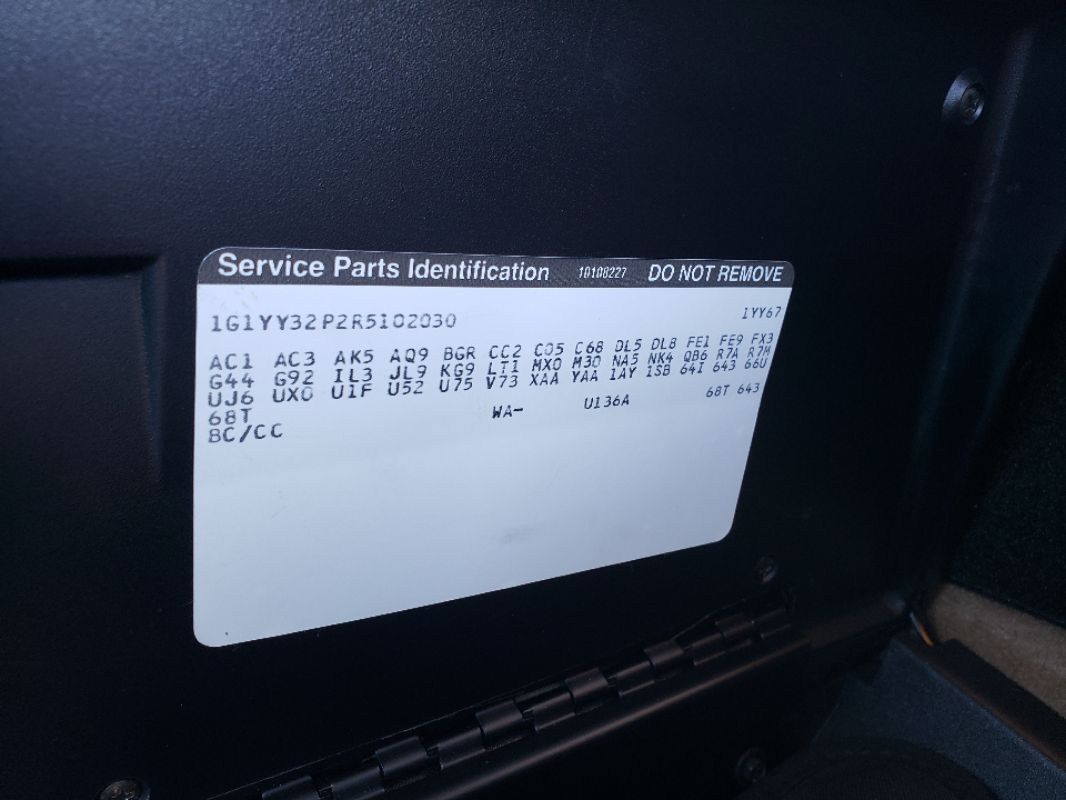 Service Parts Identification 10108227 DO NOT REMOVE
1G1YY32P2R5102030 1YY67
AC1 AC3 AK5 AQ9 BGR CC2 C05 C68 DL5 DL8 FE1 FE9 FX3
G44 G92 IL3 JL9 KG9 LT1 MX0 M30 NA5 NK4 QB6 R7A R7M
UJ6 UX0 U1F U52 U75 V73 XAA YAA 1AY 1SB 64I 643 66U
68T WA- U136A 68T 643
BC/CC